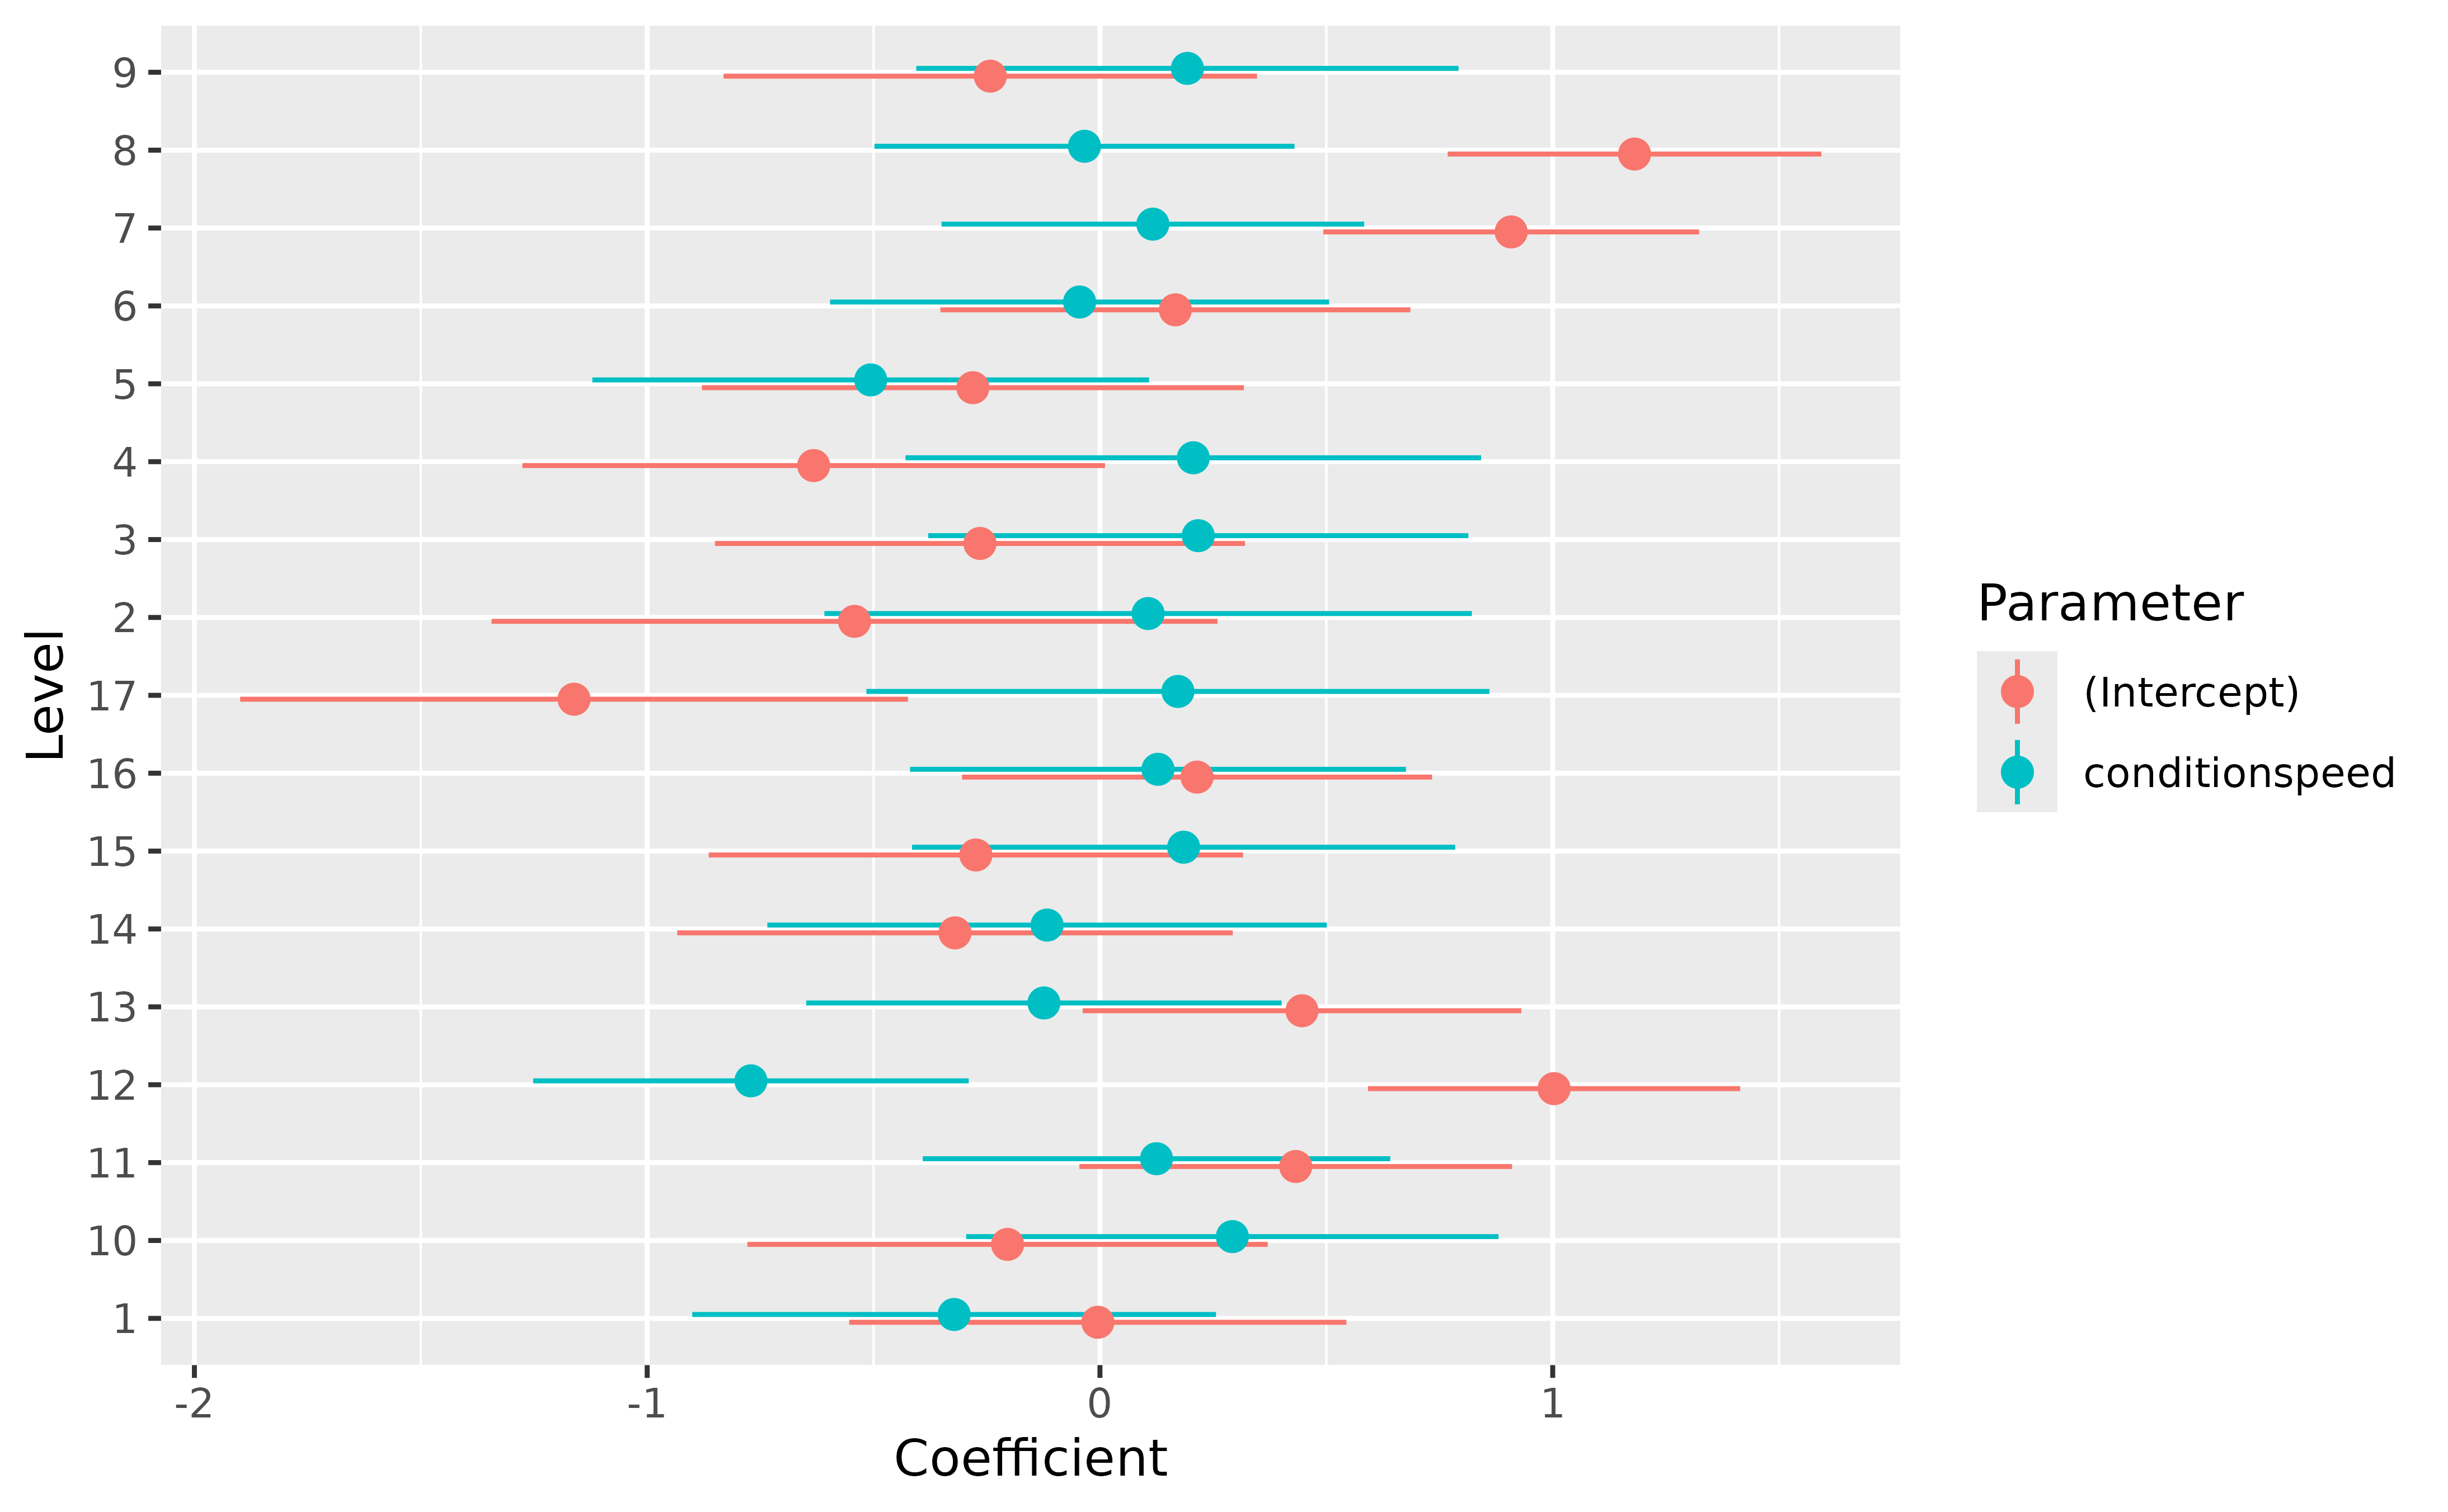 9
8
7
6
5
4
3
2
17
16
15
14
13
12
11
10
1
Level
-2 -1 0 1
Coefficient
Parameter
(Intercept)
conditionspeed